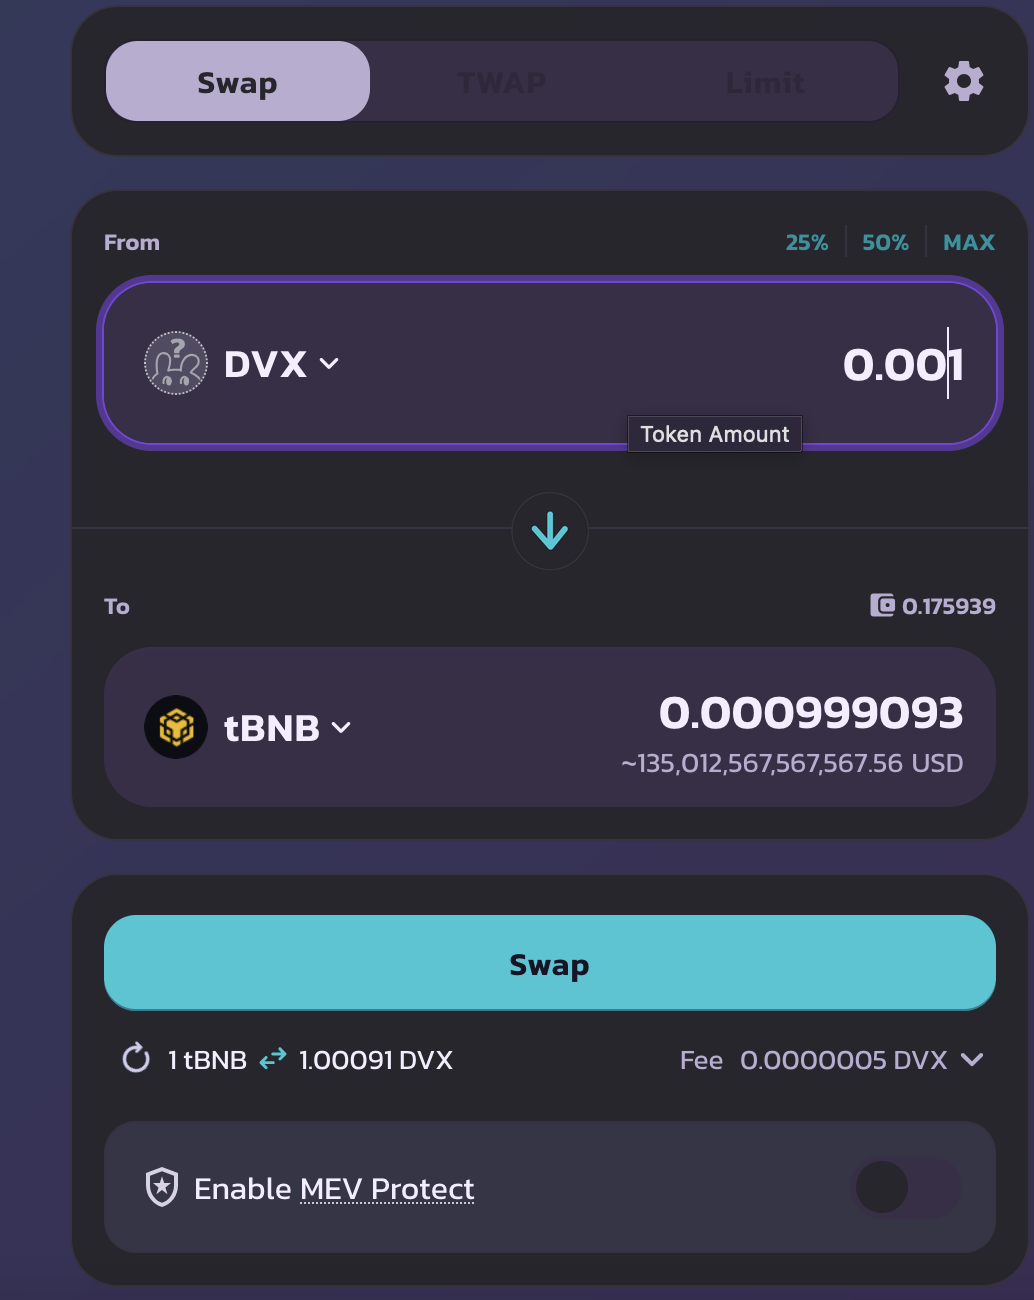 Swap TWAP Limit
From 25% 50% MAX
? DVX 0.001
Token Amount
To 0.175939
tBNB 0.000999093
~135,012,567,567,567.56 USD
Swap
1 tBNB 1.00091 DVX Fee 0.0000005 DVX
Enable MEV Protect